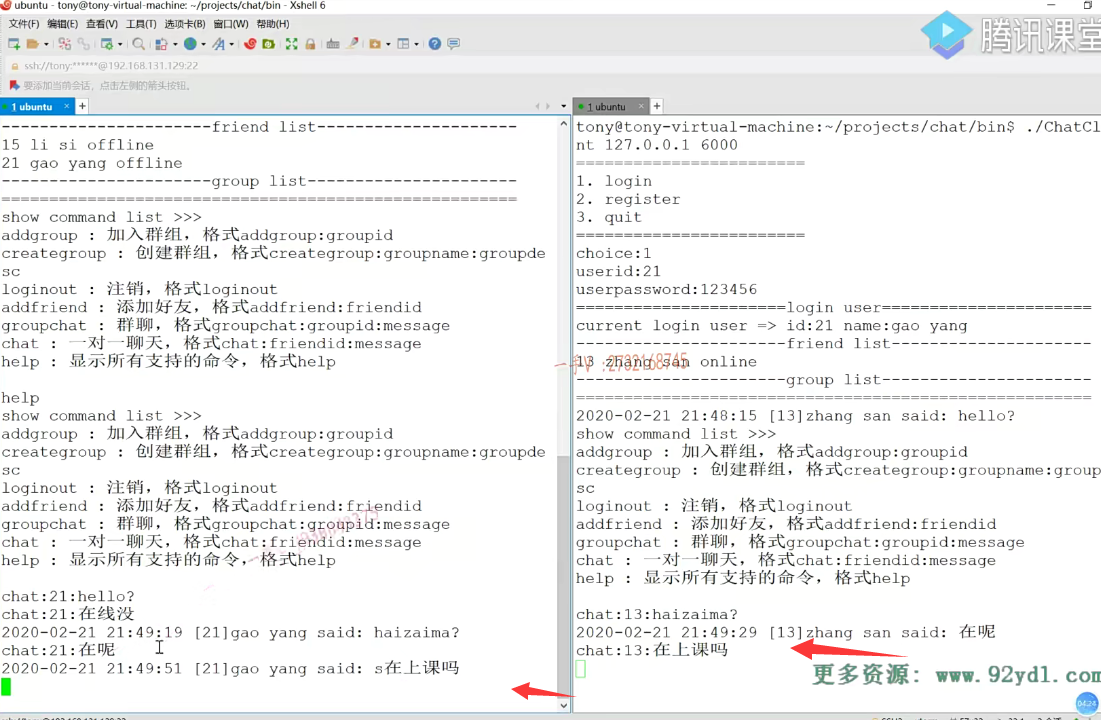 ubuntu - tony@tony-virtual-machine: ~/projects/chat/bin - Xshell 6
文件(F) 编辑(E) 查看(V) 工具(T) 选项卡(B) 窗口(W) 帮助(H)
腾讯课堂
ssh://tony:******@192.168.131.129:22
要添加当前会话，点击左侧的箭头按钮。
1 ubuntu × +
----------------------friend list---------------------
15 li si offline
21 gao yang offline
----------------------group list----------------------
======================================================
show command list >>>
addgroup : 加入群组，格式addgroup:groupid
creategroup : 创建群组，格式creategroup:groupname:groupde
sc
loginout : 注销，格式loginout
addfriend : 添加好友，格式addfriend:friendid
groupchat : 群聊，格式groupchat:groupid:message
chat : 一对一聊天，格式chat:friendid:message
help : 显示所有支持的命令，格式help
help
show command list >>>
addgroup : 加入群组，格式addgroup:groupid
creategroup : 创建群组，格式creategroup:groupname:groupde
sc
loginout : 注销，格式loginout
addfriend : 添加好友，格式addfriend:friendid
groupchat : 群聊，格式groupchat:groupid:message
chat : 一对一聊天，格式chat:friendid:message
help : 显示所有支持的命令，格式help
chat:21:hello?
chat:21:在线没
2020-02-21 21:49:19 [21]gao yang said: haizaima?
chat:21:在呢
2020-02-21 21:49:51 [21]gao yang said: s在上课吗
1 ubuntu × +
tony@tony-virtual-machine:~/projects/chat/bin$ ./ChatCl
nt 127.0.0.1 6000
========================
1. login
2. register
3. quit
========================
choice:1
userid:21
userpassword:123456
======================login user======================
current login user => id:21 name:gao yang
----------------------friend list---------------------
13 zhang san online
----------------------group list----------------------
======================================================
2020-02-21 21:48:15 [13]zhang san said: hello?
show command list >>>
addgroup : 加入群组，格式addgroup:groupid
creategroup : 创建群组，格式creategroup:groupname:group
sc
loginout : 注销，格式loginout
addfriend : 添加好友，格式addfriend:friendid
groupchat : 群聊，格式groupchat:groupid:message
chat : 一对一聊天，格式chat:friendid:message
help : 显示所有支持的命令，格式help
chat:13:haizaima?
2020-02-21 21:49:29 [13]zhang san said: 在呢
chat:13:在上课吗
更多资源: www.92ydl.com
04:24